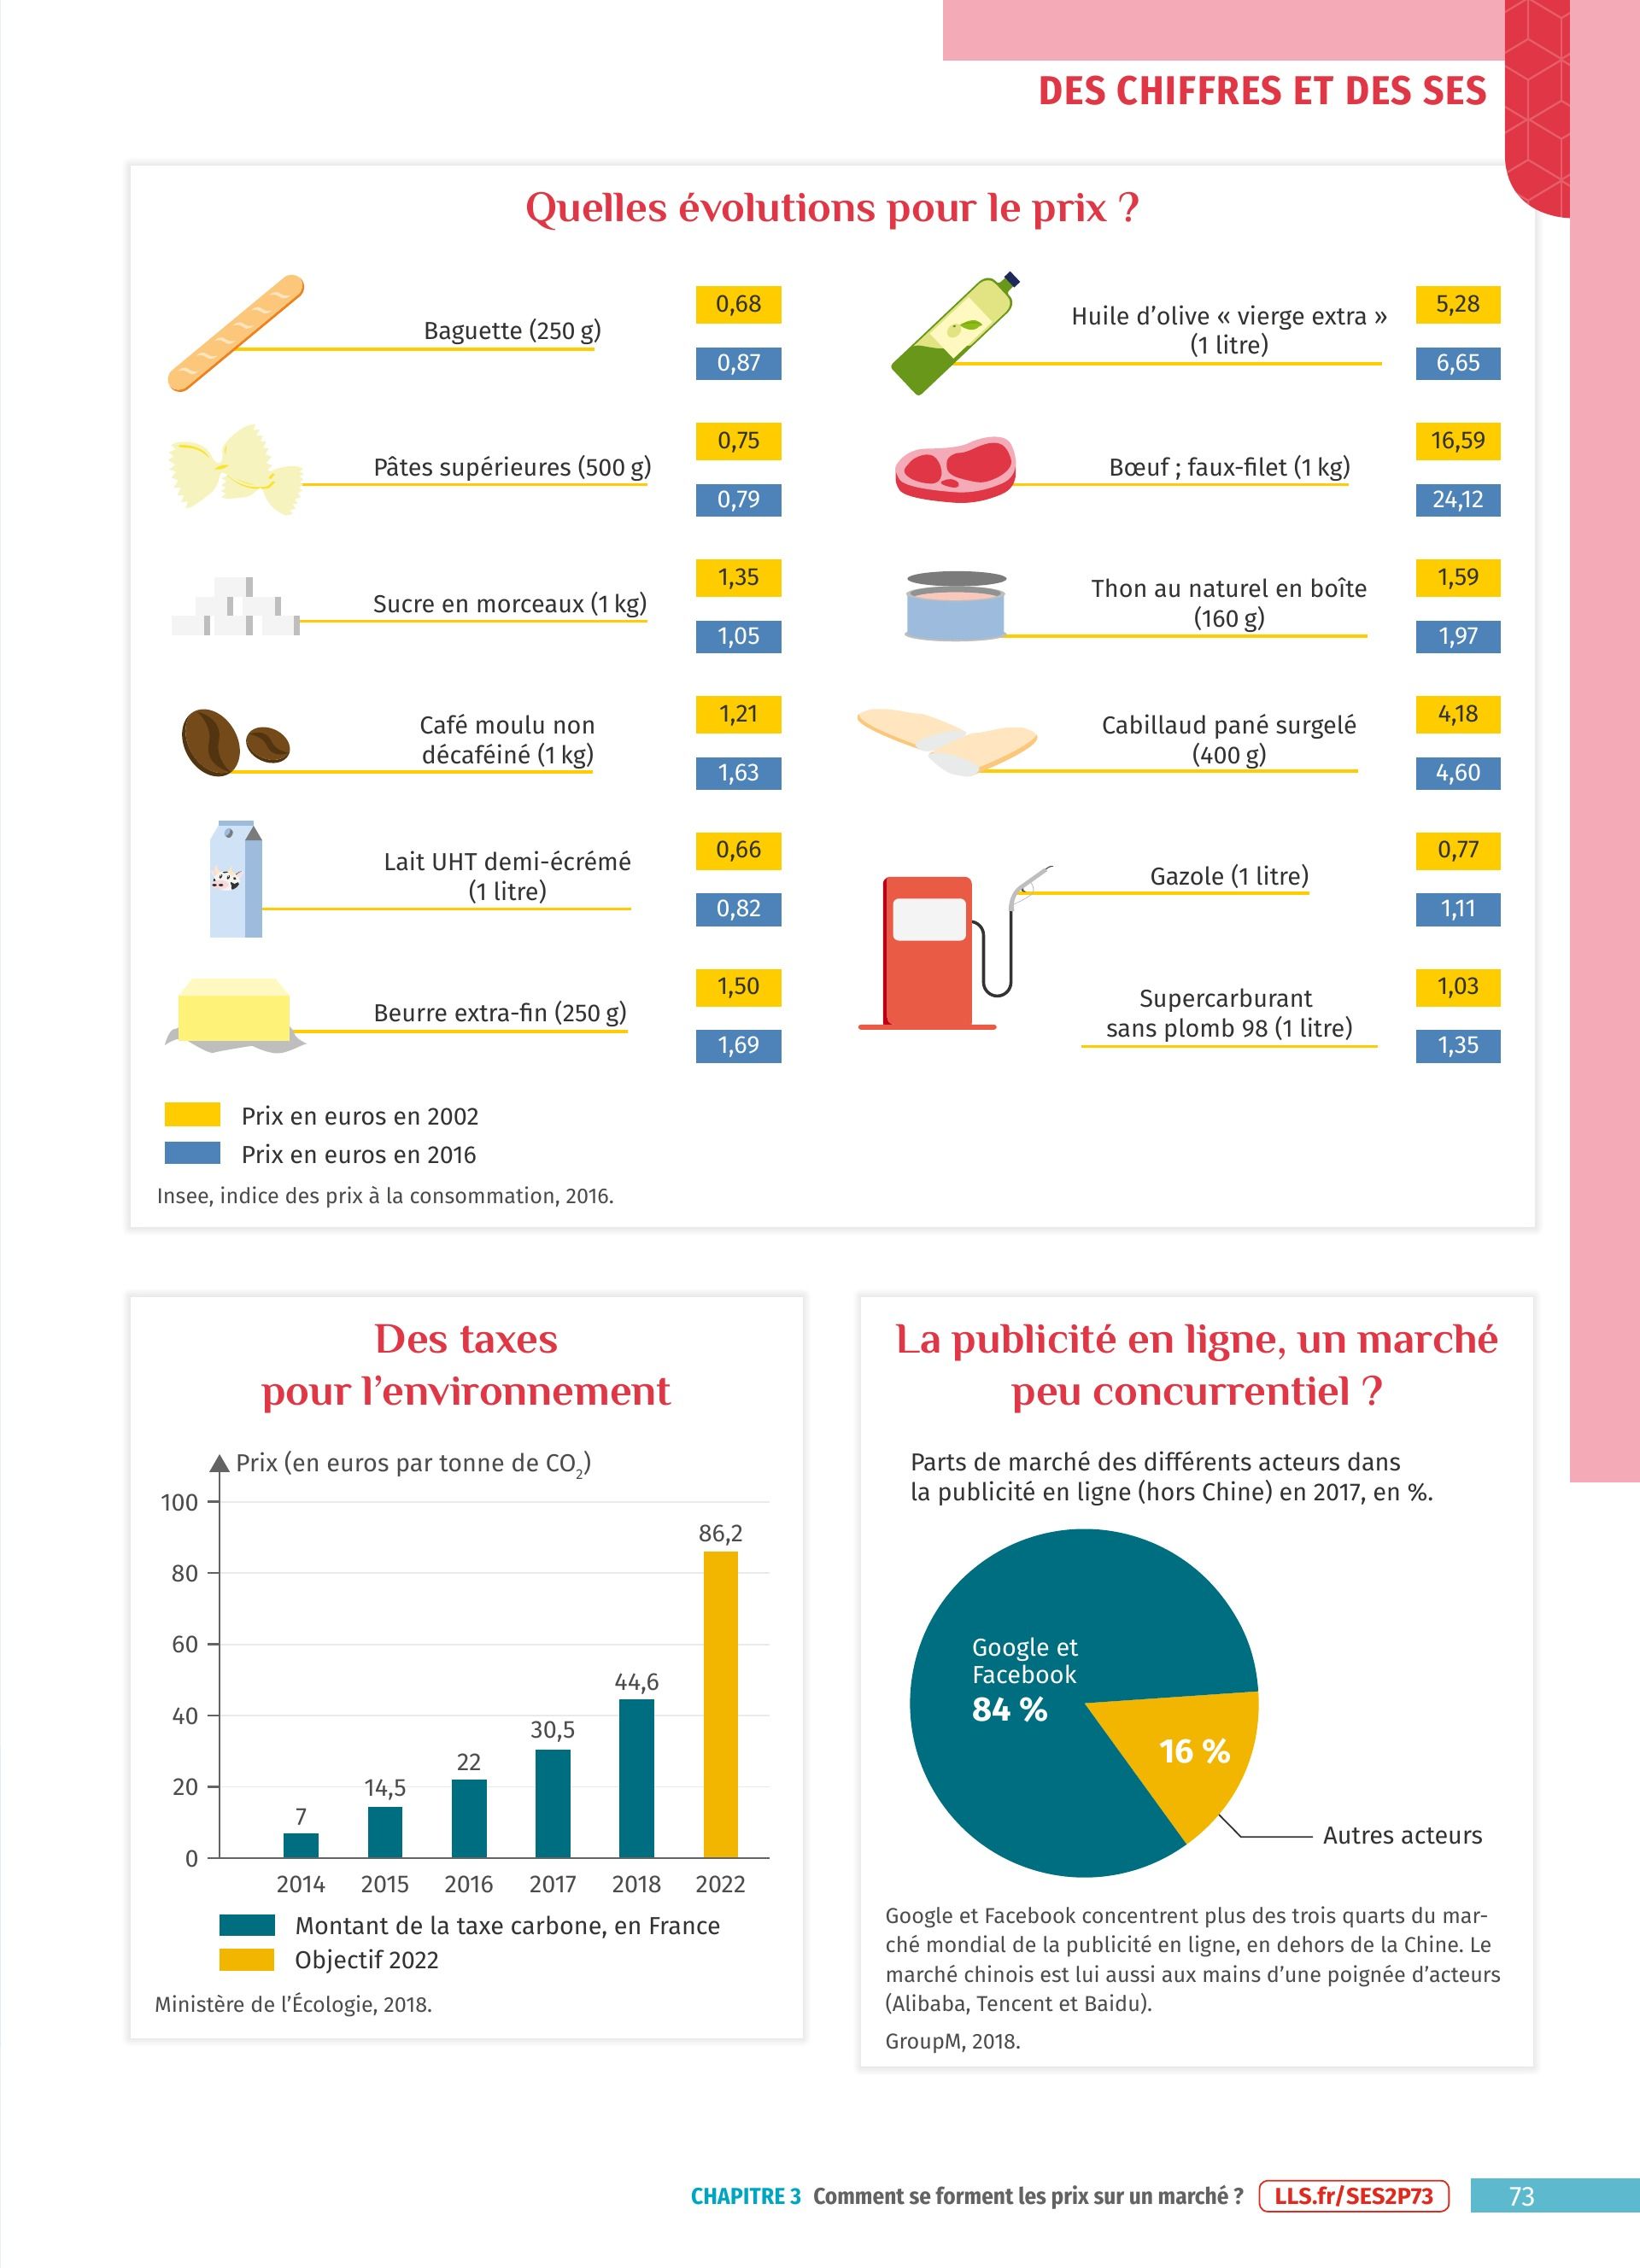 DES CHIFFRES ET DES SES
Quelles évolutions pour le prix ?
Baguette (250 g)
0,68
0,87
Pâtes supérieures (500 g)
0,75
0,79
Sucre en morceaux (1 kg)
1,35
1,05
Café moulu non
décaféiné (1 kg)
1,21
1,63
Lait UHT demi-écrémé
(1 litre)
0,66
0,82
Beurre extra-fin (250 g)
1,50
1,69
Huile d’olive « vierge extra »
(1 litre)
5,28
6,65
Bœuf ; faux-filet (1 kg)
16,59
24,12
Thon au naturel en boîte
(160 g)
1,59
1,97
Cabillaud pané surgelé
(400 g)
4,18
4,60
Gazole (1 litre)
0,77
1,11
Supercarburant
sans plomb 98 (1 litre)
1,03
1,35
Prix en euros en 2002
Prix en euros en 2016
Insee, indice des prix à la consommation, 2016.
Des taxes
pour l’environnement
Prix (en euros par tonne de CO₂)
100
80
60
40
20
0
7
14,5
22
30,5
44,6
86,2
2014 2015 2016 2017 2018 2022
Montant de la taxe carbone, en France
Objectif 2022
Ministère de l’Écologie, 2018.
La publicité en ligne, un marché
peu concurrentiel ?
Parts de marché des différents acteurs dans
la publicité en ligne (hors Chine) en 2017, en %.
Google et
Facebook
84 %
16 %
Autres acteurs
Google et Facebook concentrent plus des trois quarts du mar-
ché mondial de la publicité en ligne, en dehors de la Chine. Le
marché chinois est lui aussi aux mains d’une poignée d’acteurs
(Alibaba, Tencent et Baidu).
GroupM, 2018.
CHAPITRE 3 Comment se forment les prix sur un marché ? LLS.fr/SES2P73 73